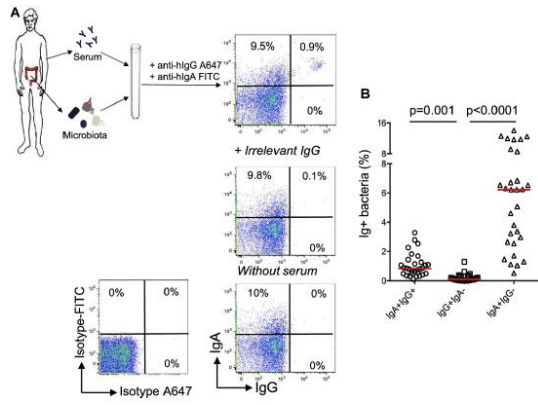 A
Serum
Microbiota
+ anti-hIgG A647
+ anti-hIgA FITC
9.5%
0.9%
0%
+ Irrelevant IgG
9.8%
0.1%
0%
Without serum
10%
0%
0%
IgA
IgG
0%
0%
0%
Isotype-FITC
Isotype A647
B
p=0.001
p<0.0001
Ig+ bacteria (%)
16
12
8
6
4
2
0
IgA+IgG+
IgG+IgA-
IgA+IgG-